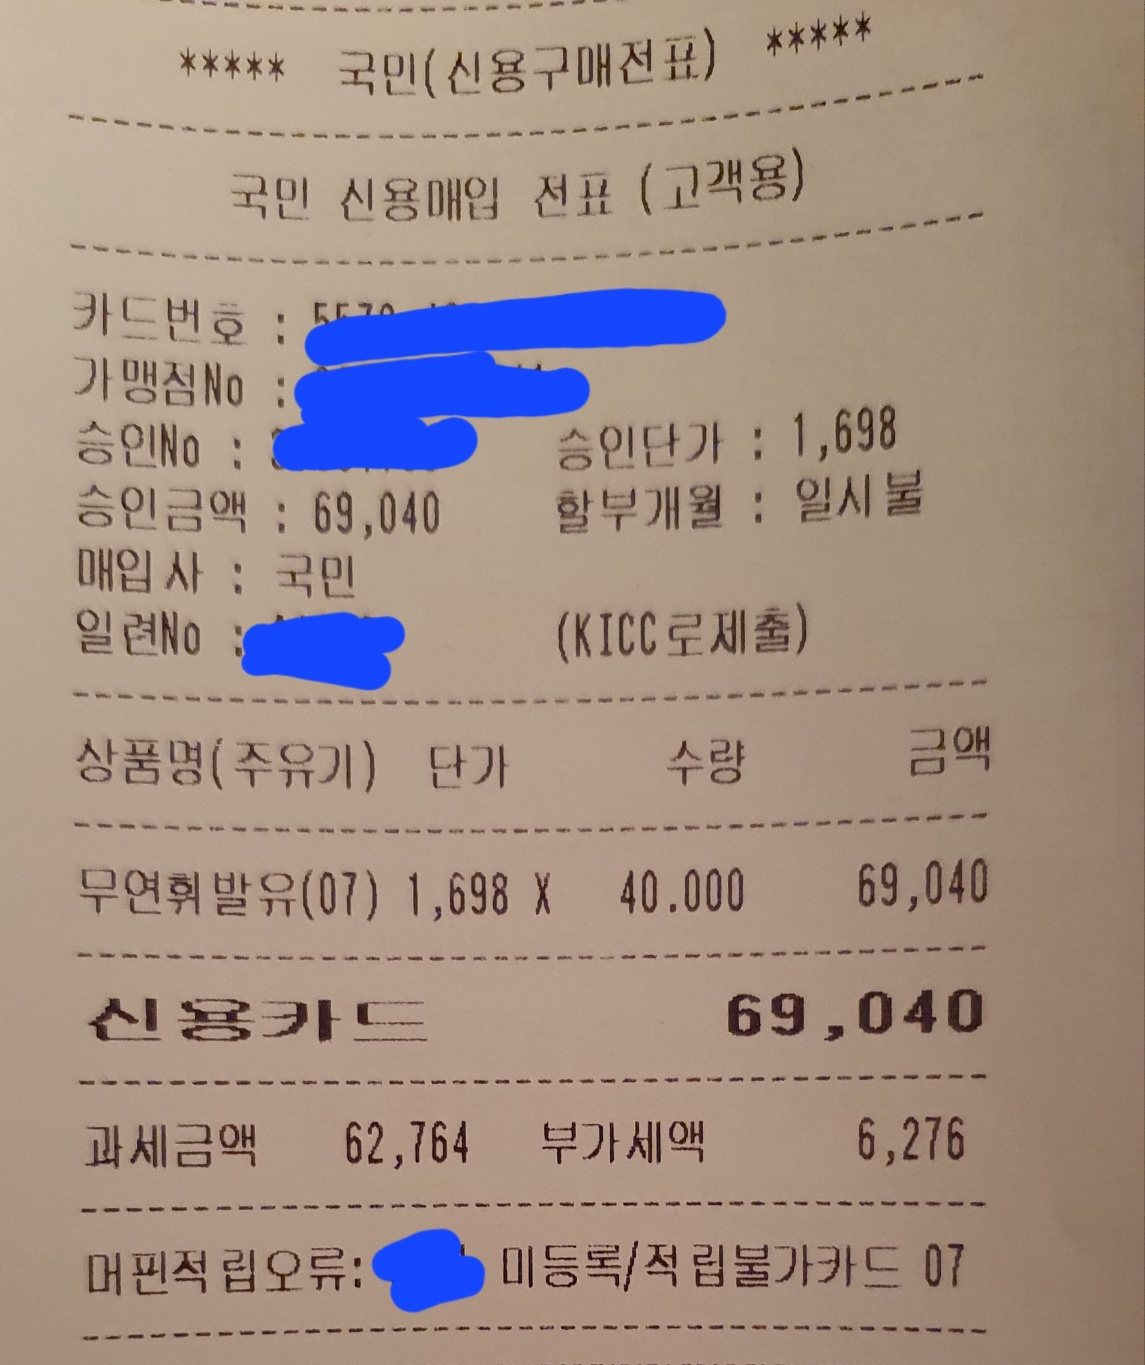 ***** 국민(신용구매전표) *****
국민 신용매입 전표 (고객용)
카드번호 :
가맹점No :
승인No : 승인단가 : 1,698
승인금액 : 69,040 할부개월 : 일시불
매입사 : 국민
일련No : (KICC로제출)
상품명(주유기) 단가 수량 금액
무연휘발유(07) 1,698 X 40.000 69,040
신용카드 69,040
과세금액 62,764 부가세액 6,276
머핀적립오류: 미등록/적립불가카드 07